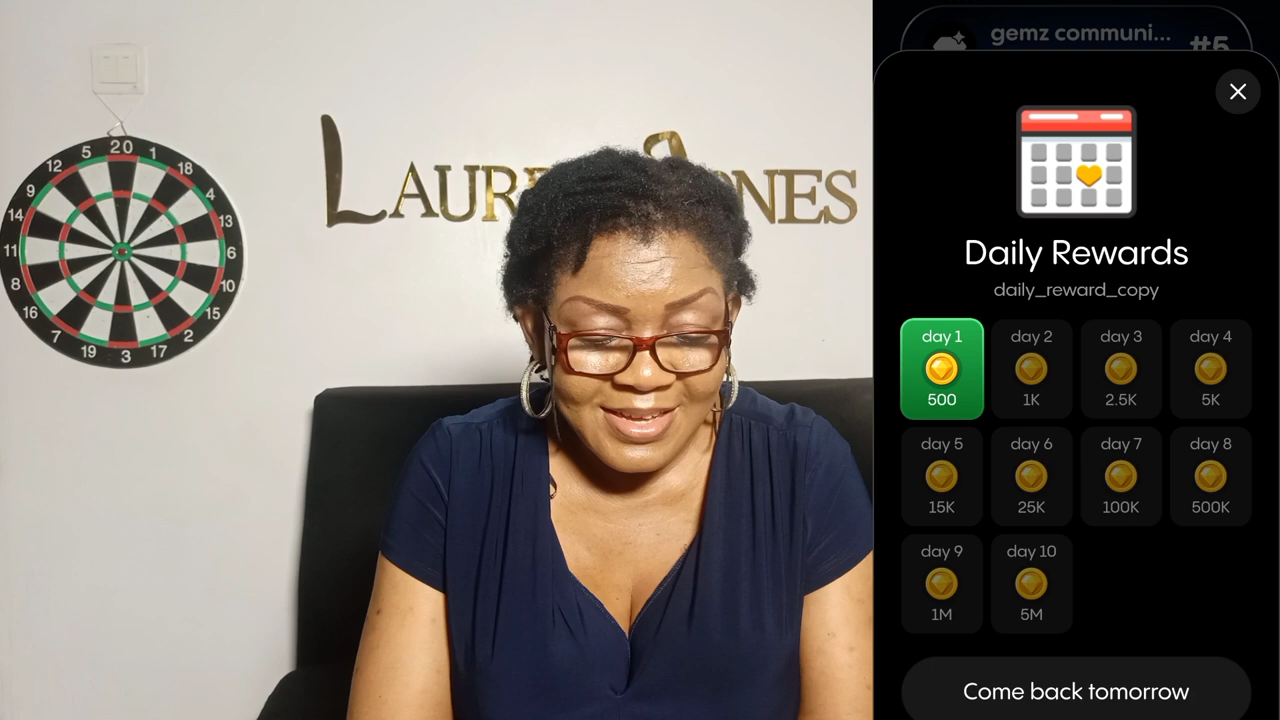 20
1
18
4
13
6
10
15
2
17
3
19
7
16
8
11
14
9
12
5
gemz communi...
#5
Daily Rewards
daily_reward_copy
day 1
500
day 2
1K
day 3
2.5K
day 4
5K
day 5
15K
day 6
25K
day 7
100K
day 8
500K
day 9
1M
day 10
5M
Come back tomorrow